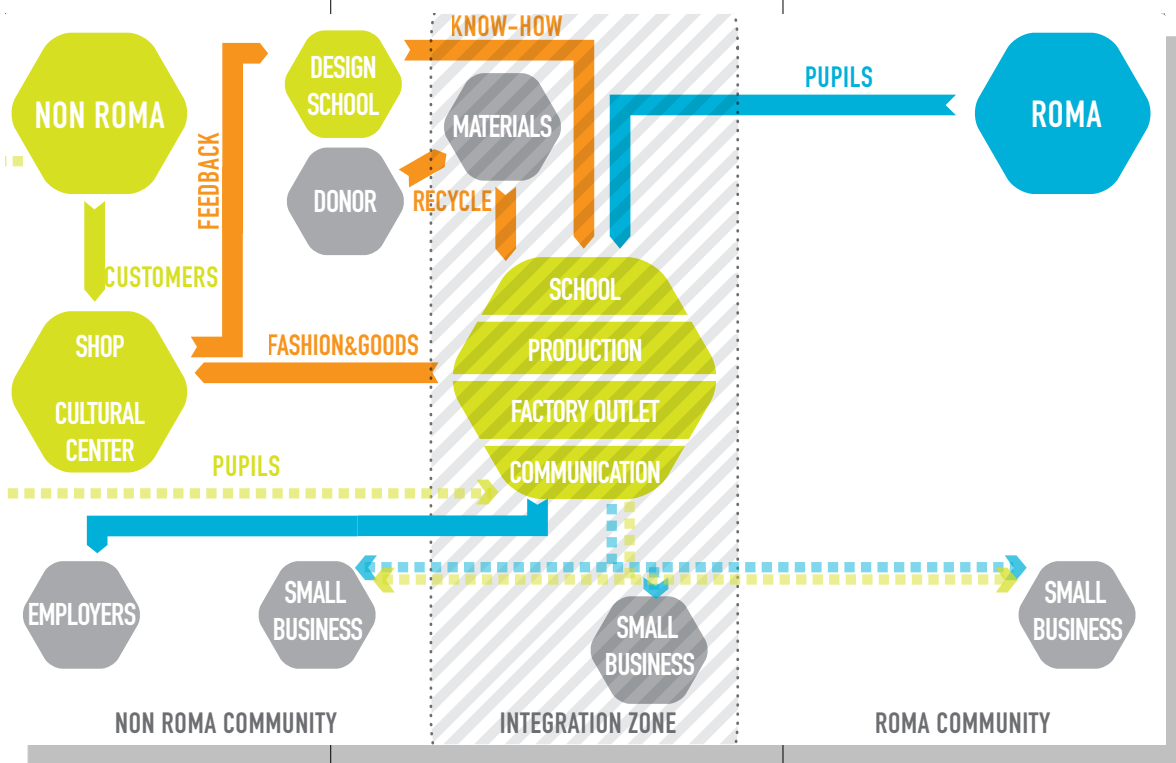 KNOW-HOW
NON ROMA
DESIGN
SCHOOL
MATERIALS
PUPILS
ROMA
FEEDBACK
DONOR
RECYCLE
CUSTOMERS
SCHOOL
SHOP
FASHION&GOODS
PRODUCTION
CULTURAL
CENTER
FACTORY OUTLET
PUPILS
COMMUNICATION
EMPLOYERS
SMALL
BUSINESS
SMALL
BUSINESS
SMALL
BUSINESS
NON ROMA COMMUNITY
INTEGRATION ZONE
ROMA COMMUNITY